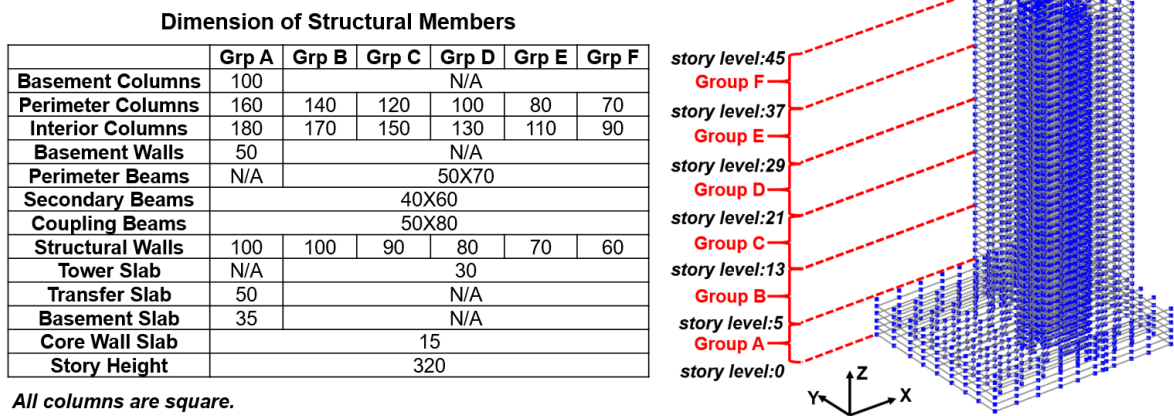 Dimension of Structural Members
Grp A Grp B Grp C Grp D Grp E Grp F
Basement Columns 100 N/A
Perimeter Columns 160 140 120 100 80 70
Interior Columns 180 170 150 130 110 90
Basement Walls 50 N/A
Perimeter Beams N/A 50X70
Secondary Beams 40X60
Coupling Beams 50X80
Structural Walls 100 100 90 80 70 60
Tower Slab N/A 30
Transfer Slab 50 N/A
Basement Slab 35 N/A
Core Wall Slab 15
Story Height 320
All columns are square.
story level:45
Group F
story level:37
Group E
story level:29
Group D
story level:21
Group C
story level:13
Group B
story level:5
Group A
story level:0
Z
Y
X